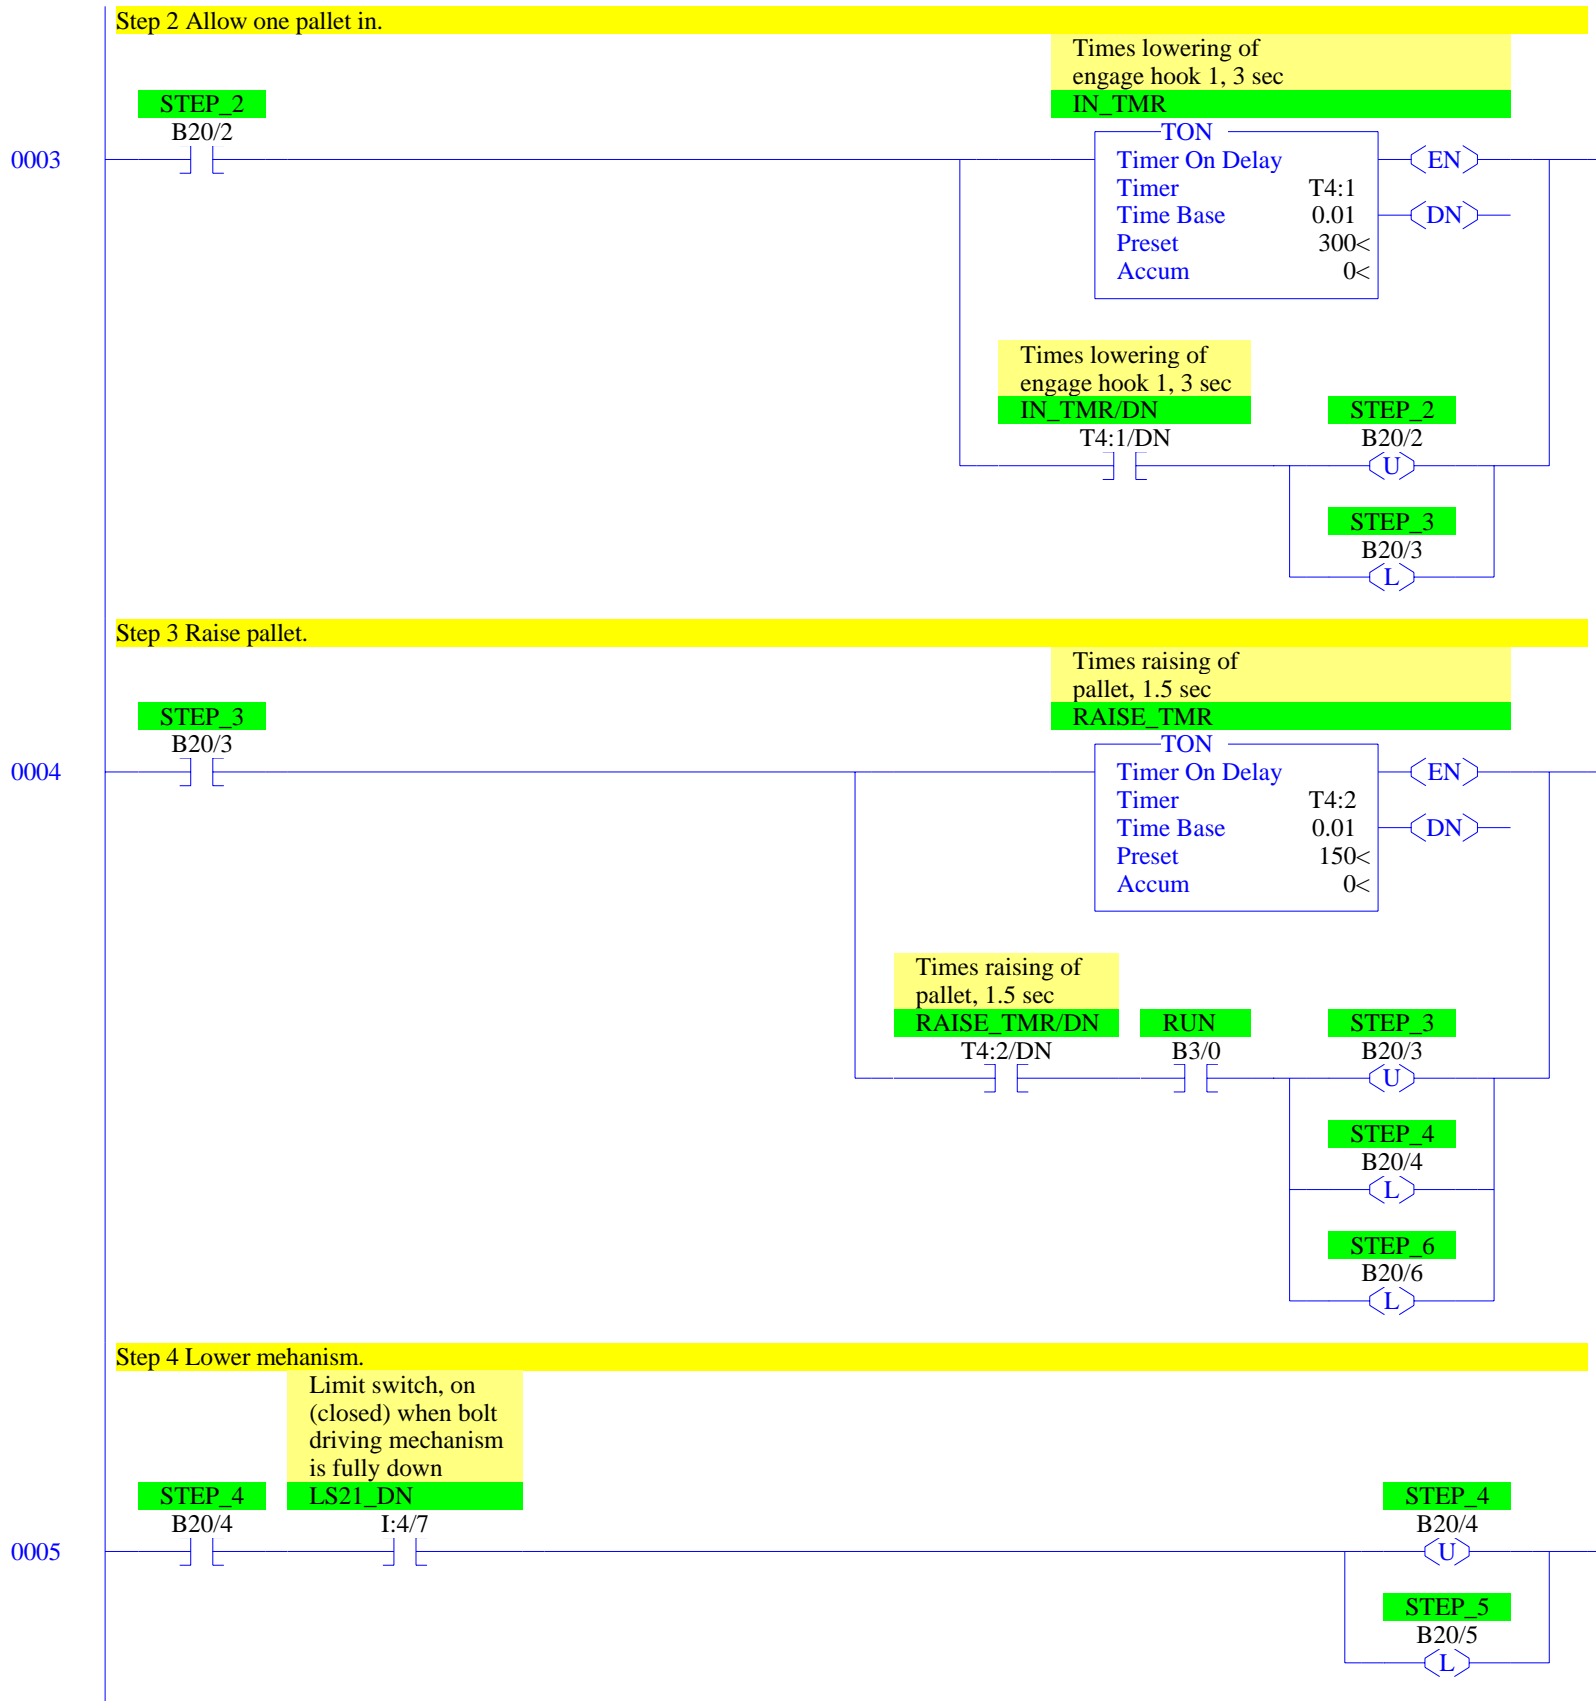 Step 2 Allow one pallet in.
Times lowering of
engage hook 1, 3 sec
IN_TMR
STEP_2
B20/2
0003
TON
Timer On Delay
Timer T4:1
Time Base 0.01
Preset 300<
Accum 0<
EN
DN
Times lowering of
engage hook 1, 3 sec
IN_TMR/DN
T4:1/DN
STEP_2
B20/2
U
STEP_3
B20/3
L
Step 3 Raise pallet.
Times raising of
pallet, 1.5 sec
RAISE_TMR
STEP_3
B20/3
0004
TON
Timer On Delay
Timer T4:2
Time Base 0.01
Preset 150<
Accum 0<
EN
DN
Times raising of
pallet, 1.5 sec
RAISE_TMR/DN
T4:2/DN
RUN
B3/0
STEP_3
B20/3
U
STEP_4
B20/4
L
STEP_6
B20/6
L
Step 4 Lower mehanism.
Limit switch, on
(closed) when bolt
driving mechanism
is fully down
STEP_4
B20/4
LS21_DN
I:4/7
0005
STEP_4
B20/4
U
STEP_5
B20/5
L